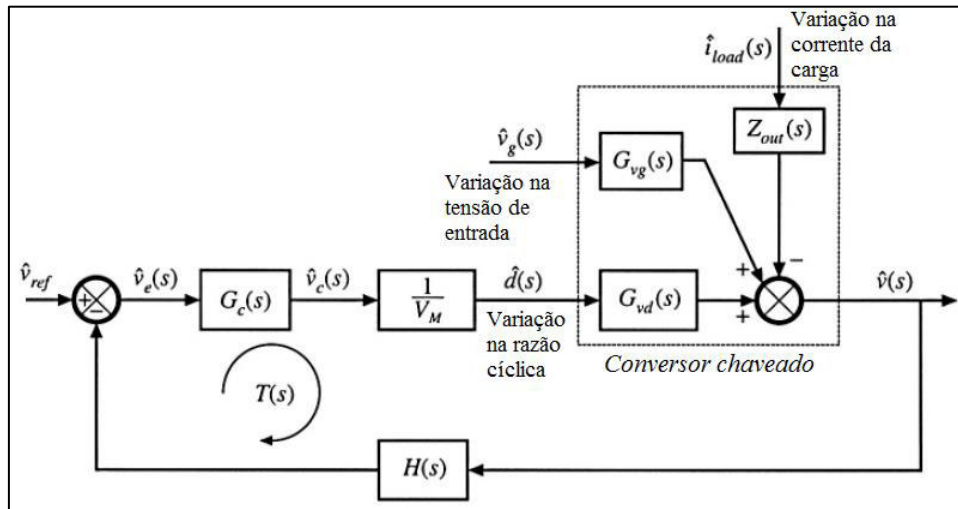 Variação na
corrente da
carga
î_load(s)
Z_out(s)
v̂_g(s)
G_vg(s)
Variação na
tensão de
entrada
v̂_ref
+
−
v̂_e(s)
G_c(s)
v̂_c(s)
1
V_M
d̂(s)
G_vd(s)
+
−
+
v̂(s)
Variação
na razão
cíclica
Conversor chaveado
T(s)
H(s)